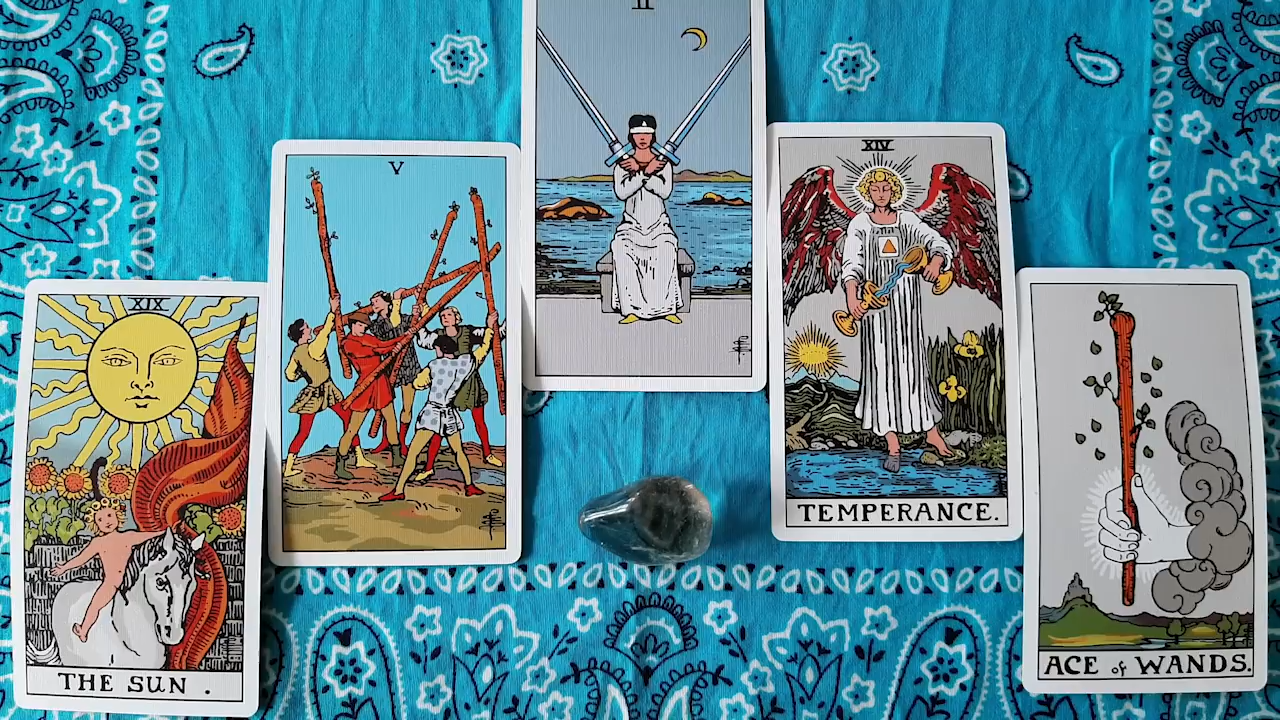 XIX
THE SUN .
V
II
XIV
TEMPERANCE.
ACE of WANDS.